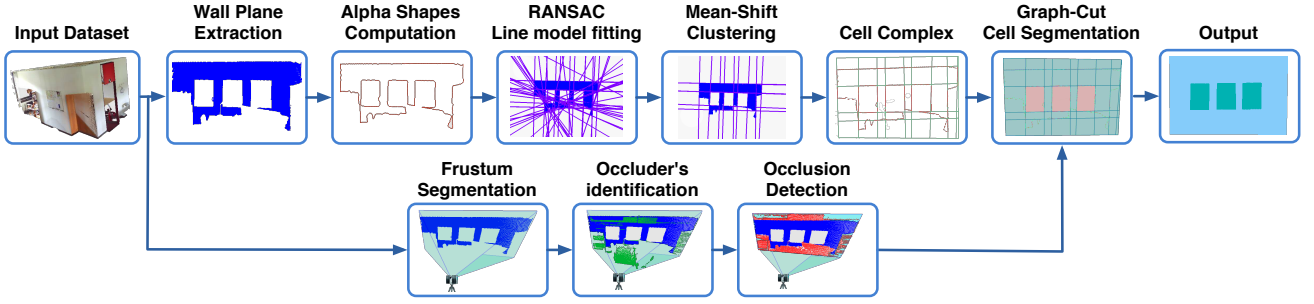 Input Dataset
Wall Plane
Extraction
Alpha Shapes
Computation
RANSAC
Line model fitting
Mean-Shift
Clustering
Cell Complex
Graph-Cut
Cell Segmentation
Output
Frustum
Segmentation
Occluder's
identification
Occlusion
Detection